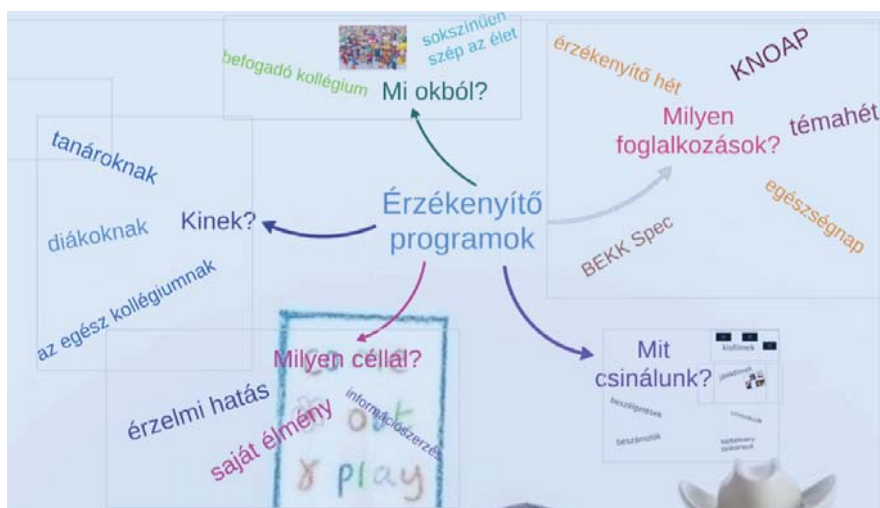 sokszínűen
szép az élet
befogadó kollégium
Mi okból?
érzékenyítő hét
KNOAP
Milyen
foglalkozások?
témahét
egészségnap
BEKK Spec
tanároknak
Kinek?
diákoknak
az egész kollégiumnak
Érzékenyítő
programok
Milyen céllal?
érzelmi hatás
saját élmény
információszerzés
out
& play
Mit
csinálunk?
kisfilmek
beszélgetések
beszámolók